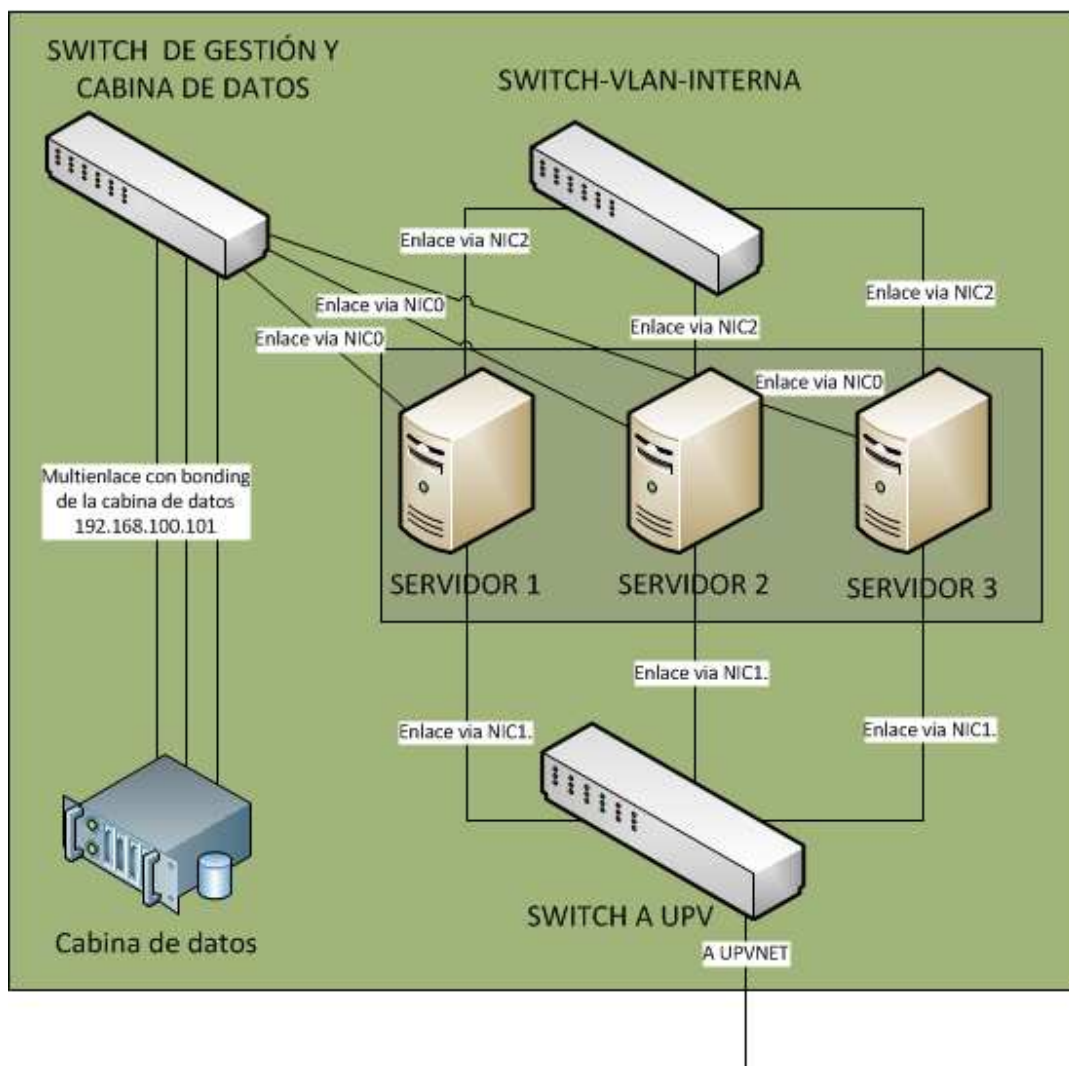 SWITCH DE GESTIÓN Y
CABINA DE DATOS
SWITCH-VLAN-INTERNA
Enlace via NIC2
Enlace via NIC2
Enlace via NIC0
Enlace via NIC2
Enlace via NIC0
Enlace via NIC0
Multienlace con bonding
de la cabina de datos
192.168.100.101
SERVIDOR 1
SERVIDOR 2
SERVIDOR 3
Enlace via NIC1.
Enlace via NIC1.
Enlace via NIC1.
SWITCH A UPV
Cabina de datos
A UPVNET